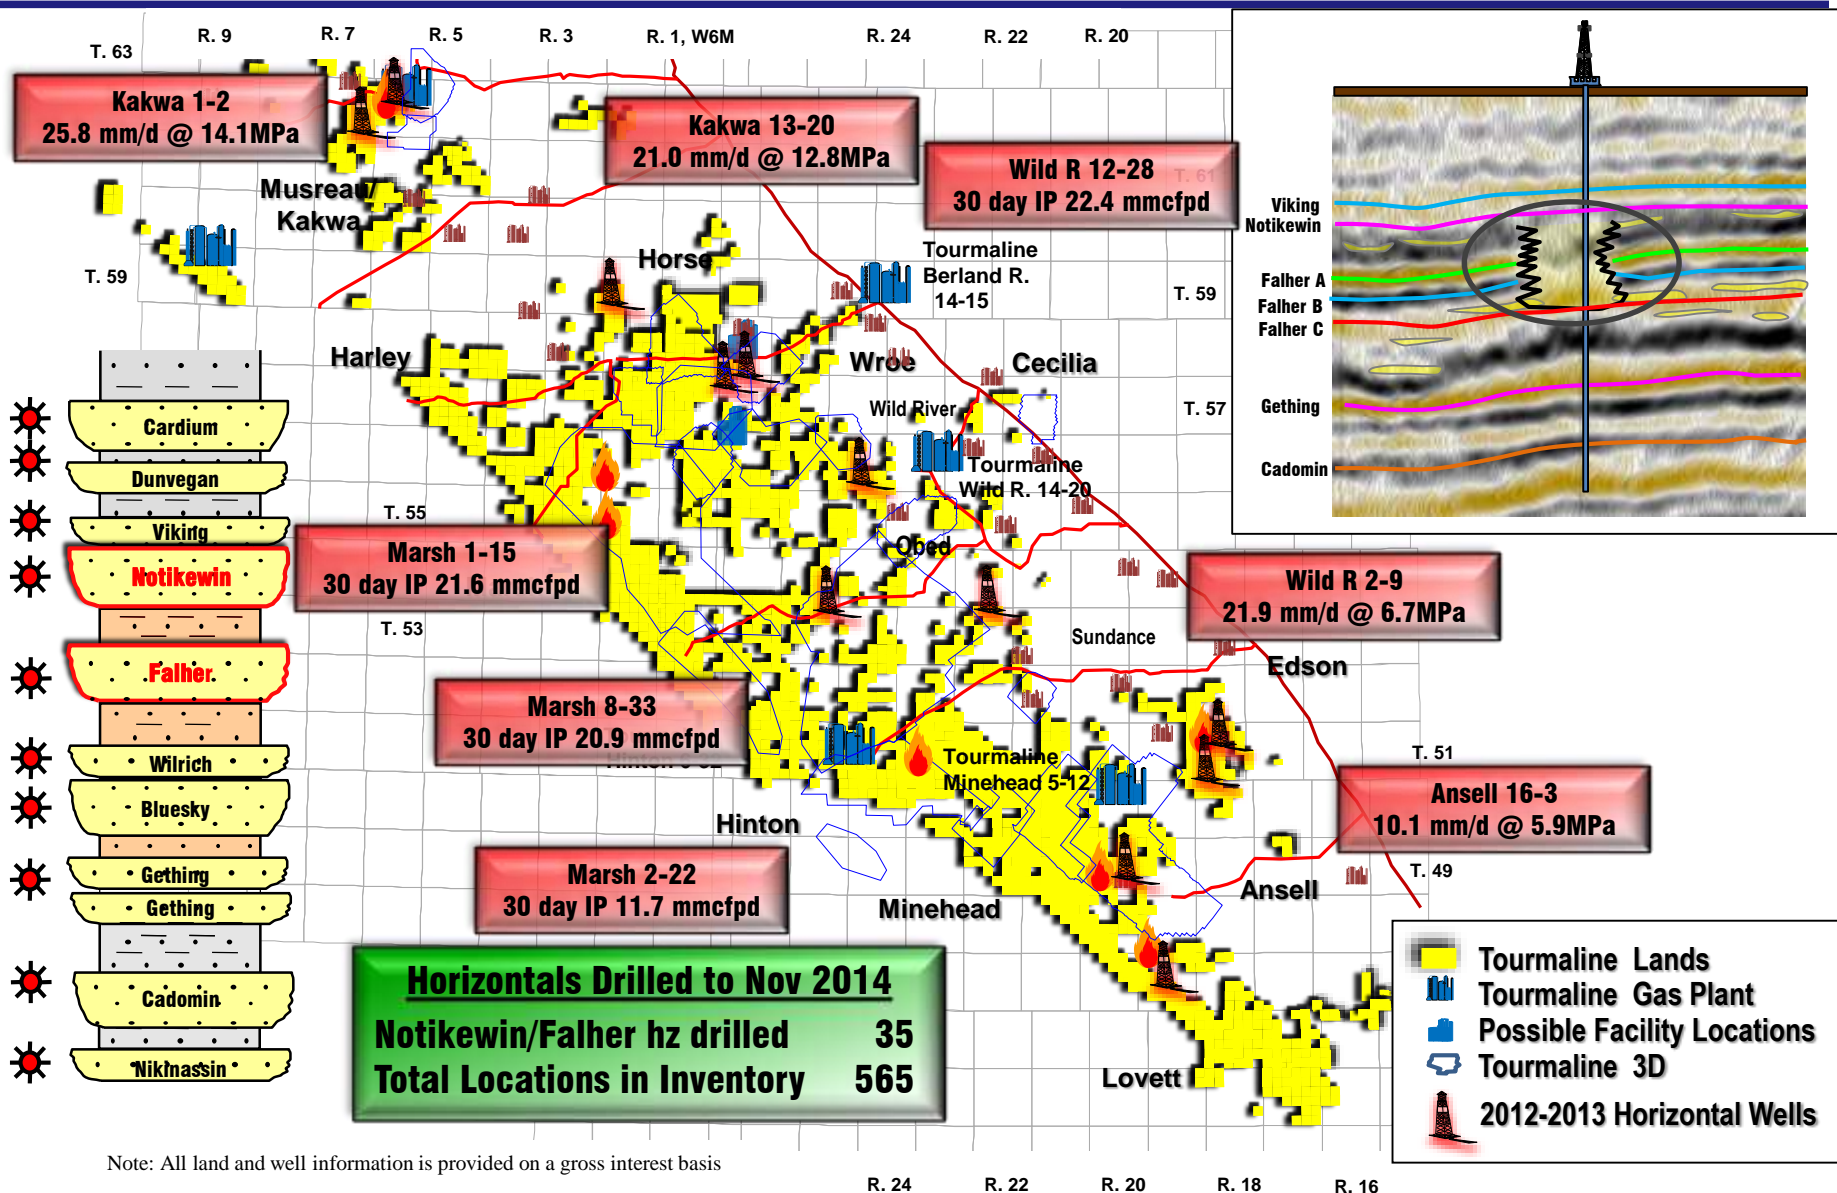 R. 9
R. 7
R. 5
R. 3
R. 1, W6M
R. 24
R. 22
R. 20
T. 63
Kakwa 1-2
25.8 mm/d @ 14.1MPa
Kakwa 13-20
21.0 mm/d @ 12.8MPa
Wild R 12-28
30 day IP 22.4 mmcfpd
T. 61
Musreau/
Kakwa
T. 59
Horse
Tourmaline
Berland R.
14-15
T. 59
Harley
Wroe
Cecilia
Wild River
T. 57
Tourmaline
Wild R. 14-20
T. 55
Obed
Marsh 1-15
30 day IP 21.6 mmcfpd
Wild R 2-9
21.9 mm/d @ 6.7MPa
T. 53
Sundance
Edson
Marsh 8-33
30 day IP 20.9 mmcfpd
Tourmaline
Minehead 5-12
T. 51
Ansell 16-3
10.1 mm/d @ 5.9MPa
Hinton
T. 49
Marsh 2-22
30 day IP 11.7 mmcfpd
Minehead
Ansell
Lovett
Horizontals Drilled to Nov 2014
Notikewin/Falher hz drilled 35
Total Locations in Inventory 565
Cardium
Dunvegan
Viking
Notikewin
Falher
Wilrich
Bluesky
Gething
Gething
Cadomin
Nikinassin
Viking
Notikewin
Falher A
Falher B
Falher C
Gething
Cadomin
Tourmaline Lands
Tourmaline Gas Plant
Possible Facility Locations
Tourmaline 3D
2012-2013 Horizontal Wells
Note: All land and well information is provided on a gross interest basis
R. 24
R. 22
R. 20
R. 18
R. 16